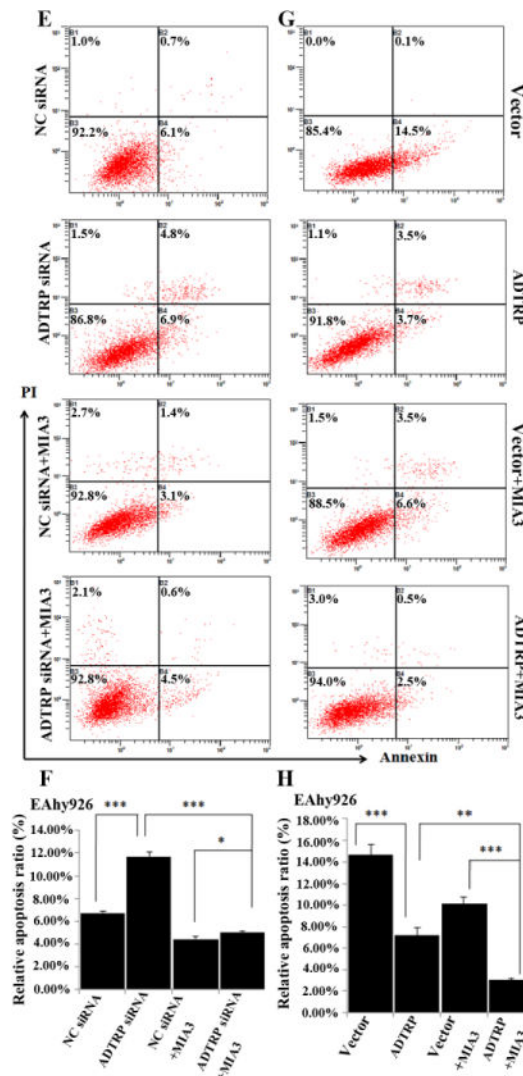 E
G
NC siRNA
B1
1.0%
B2
0.7%
B3
92.2%
6.1%
0.0%
B2
0.1%
85.4%
B4
14.5%
Vector
ADTRP siRNA
B1
1.5%
B2
4.8%
B3
86.8%
B4
6.9%
B1
1.1%
B2
3.5%
B3
91.8%
B4
3.7%
ADTRP
PI
NC siRNA+MIA3
B1
2.7%
B2
1.4%
B3
92.8%
B4
3.1%
B1
1.5%
B2
3.5%
B3
88.5%
B4
6.6%
Vector+MIA3
ADTRP siRNA+MIA3
B1
2.1%
B2
0.6%
B3
92.8%
B4
4.5%
B1
3.0%
B2
0.5%
B3
94.0%
B4
2.5%
ADTRP+MIA3
Annexin
F
EAhy926
Relative apoptosis ratio (%)
14.00%
12.00%
10.00%
8.00%
6.00%
4.00%
2.00%
0.00%
***
***
*
NC siRNA
ADTRP siRNA
NC siRNA
+MIA3
ADTRP siRNA
+MIA3
H
EAhy926
Relative apoptosis ratio (%)
18.00%
16.00%
14.00%
12.00%
10.00%
8.00%
6.00%
4.00%
2.00%
0.00%
***
**
***
Vector
ADTRP
Vector
+MIA3
ADTRP
+MIA3